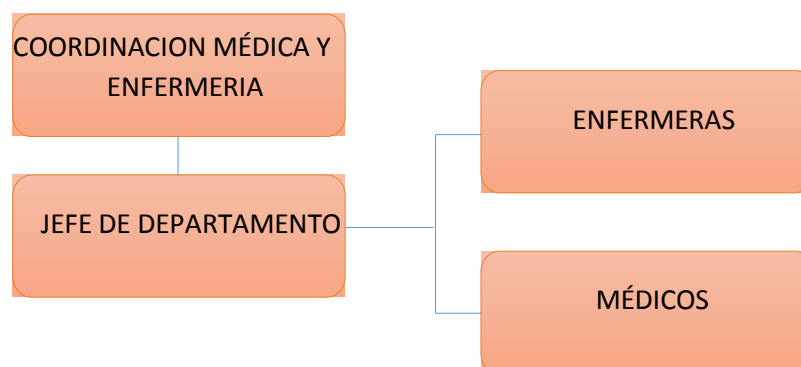 COORDINACION MÉDICA Y
ENFERMERIA
JEFE DE DEPARTAMENTO
ENFERMERAS
MÉDICOS